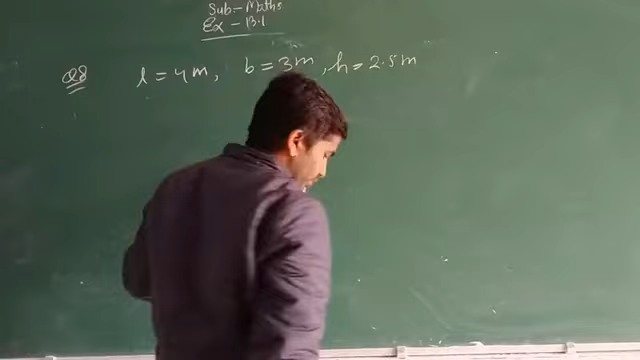 Sub:- Maths
Ex - 13.1
Q8 l = 4m, b = 3m, h = 2.5m